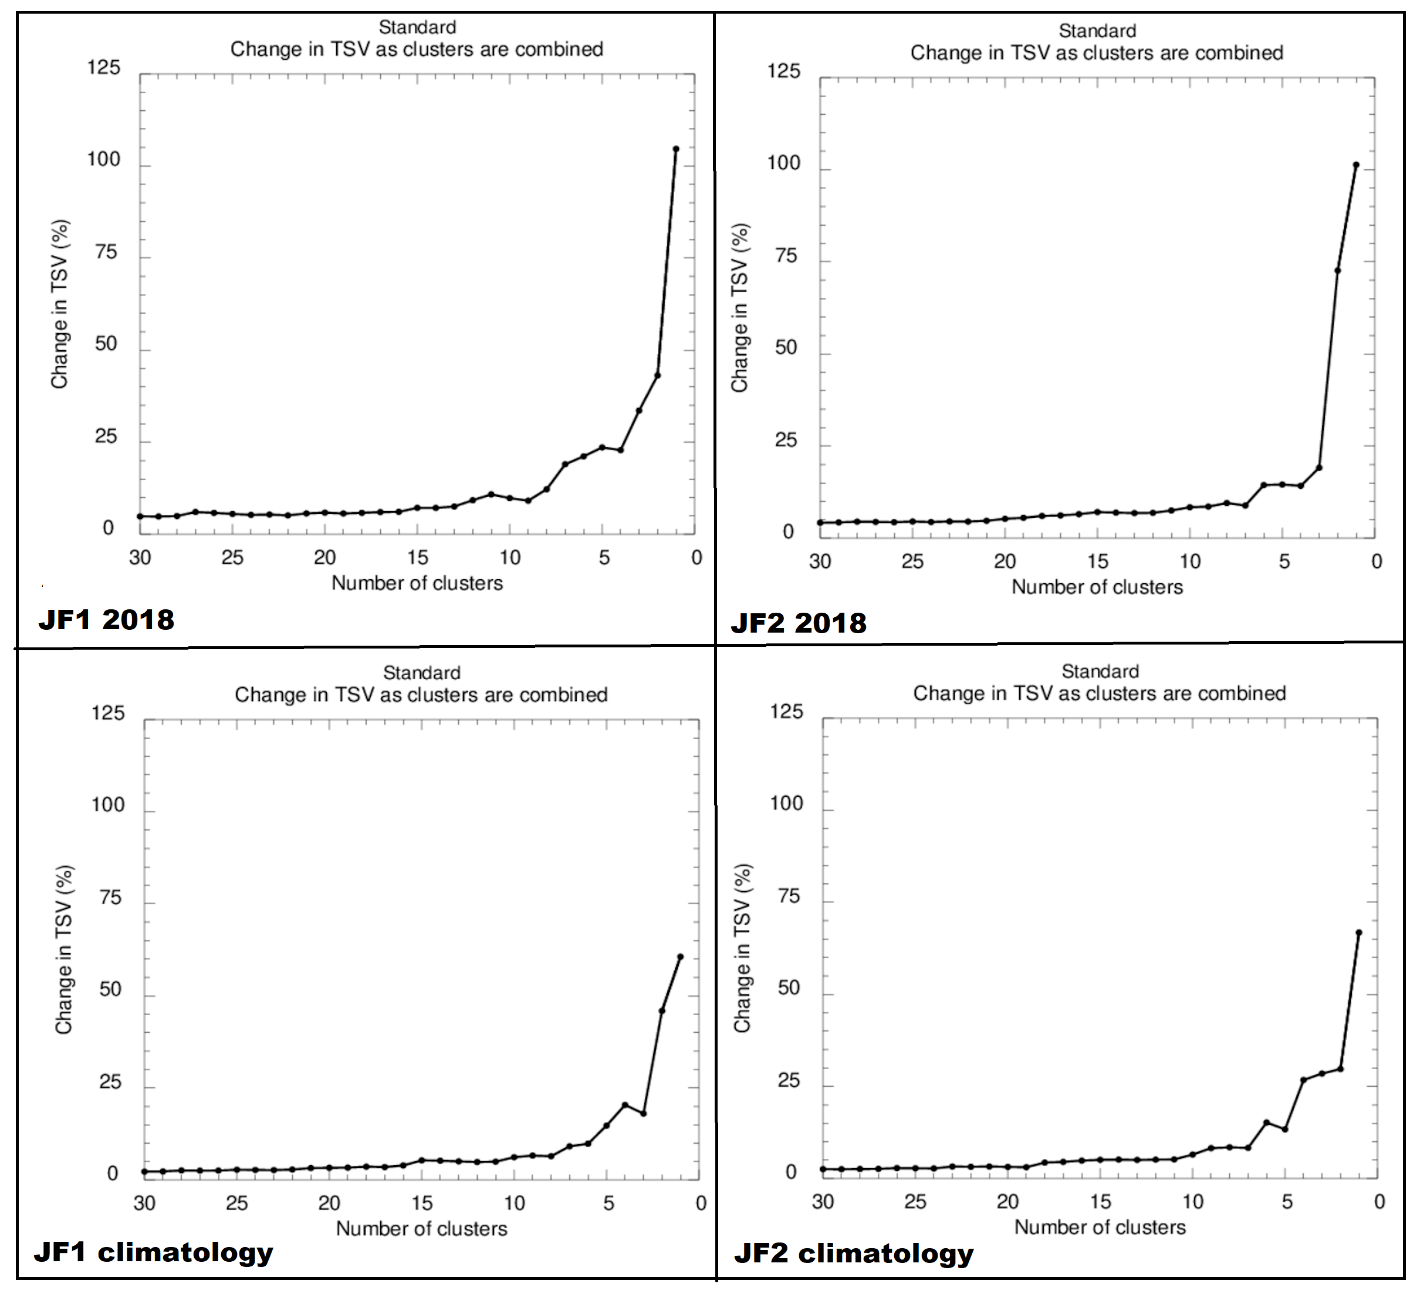 Standard
Change in TSV as clusters are combined
125
100
75
50
25
0
Change in TSV (%)
30 25 20 15 10 5 0
Number of clusters
JF1 2018
Standard
Change in TSV as clusters are combined
125
100
75
50
25
0
Change in TSV (%)
30 25 20 15 10 5 0
Number of clusters
JF2 2018
Standard
Change in TSV as clusters are combined
125
100
75
50
25
0
Change in TSV (%)
30 25 20 15 10 5 0
Number of clusters
JF1 climatology
Standard
Change in TSV as clusters are combined
125
100
75
50
25
0
Change in TSV (%)
30 25 20 15 10 5 0
Number of clusters
JF2 climatology